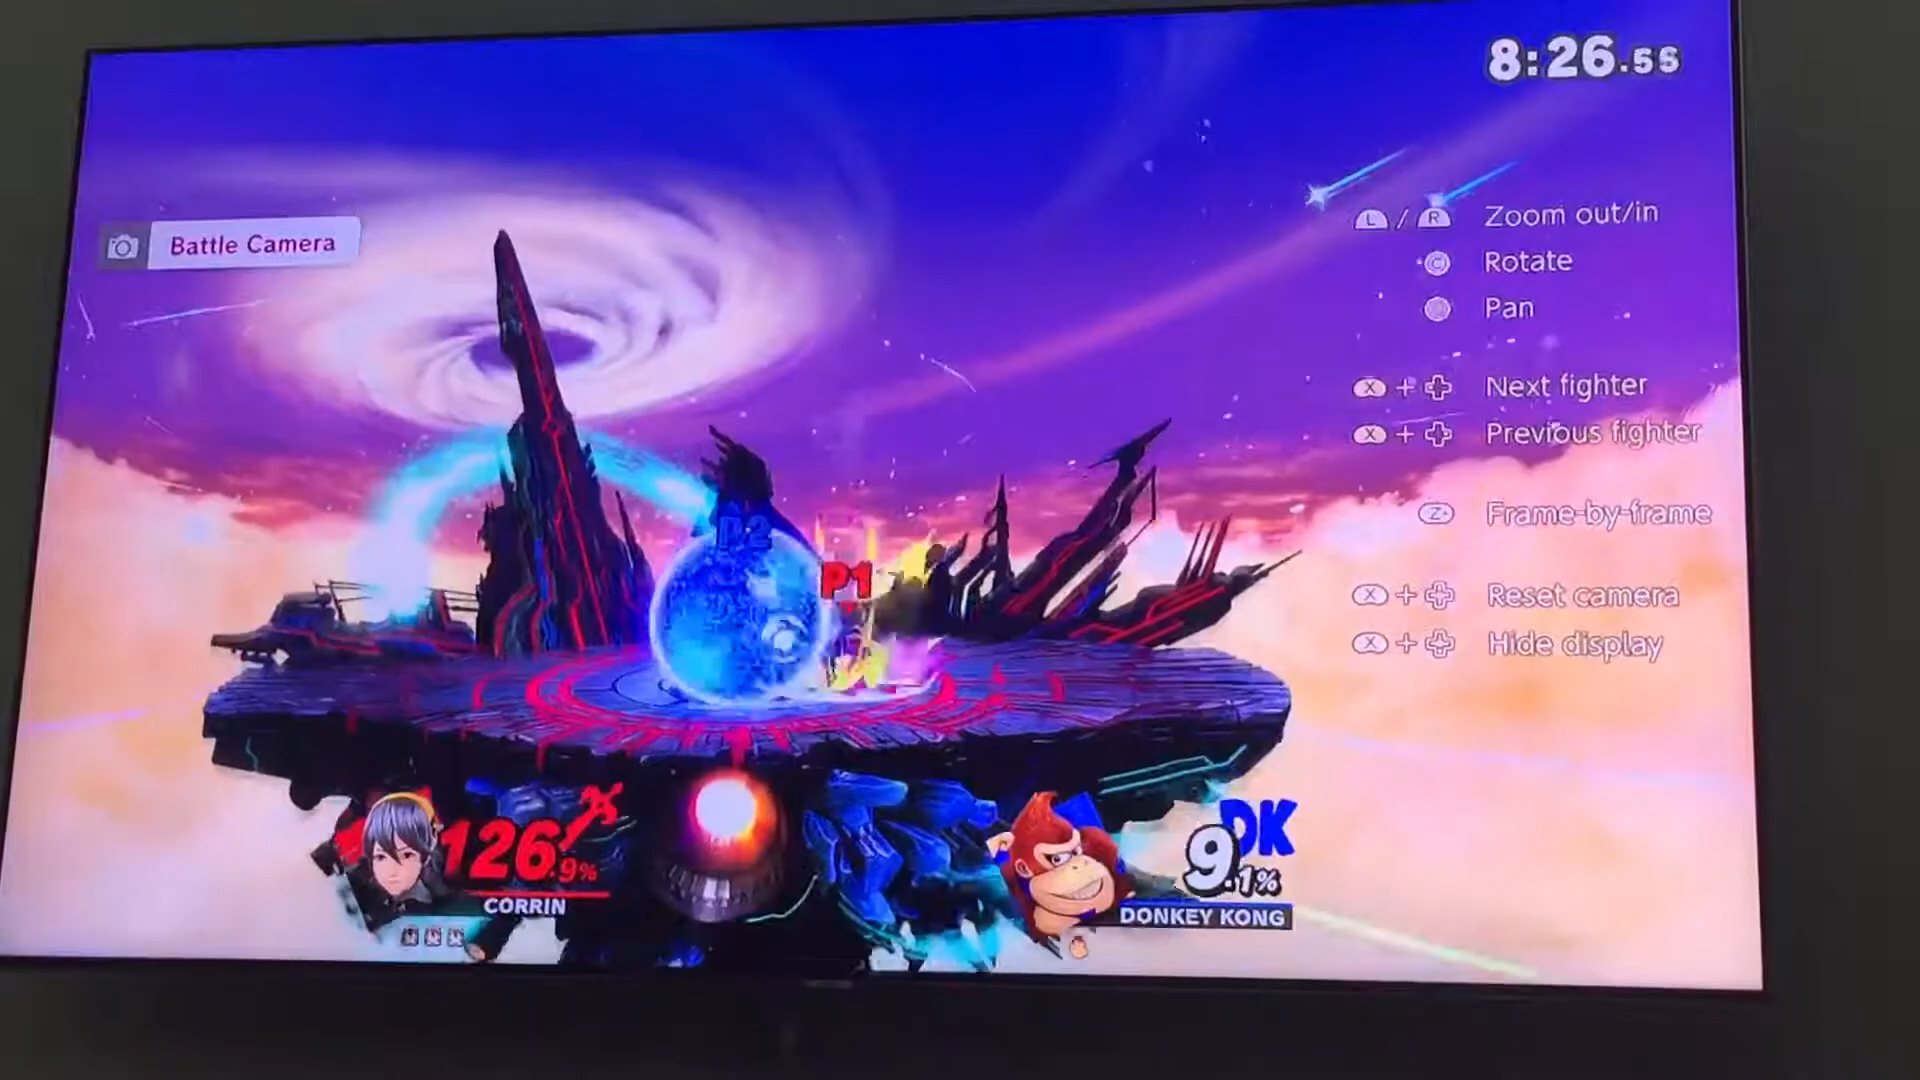 8:26.55
Battle Camera
L / R Zoom out/in
C Rotate
Pan
X + Next fighter
X + Previous fighter
Z Frame-by-frame
X + Reset camera
X + Hide display
P2
P1
126.9%
CORRIN
DK
9.1%
DONKEY KONG